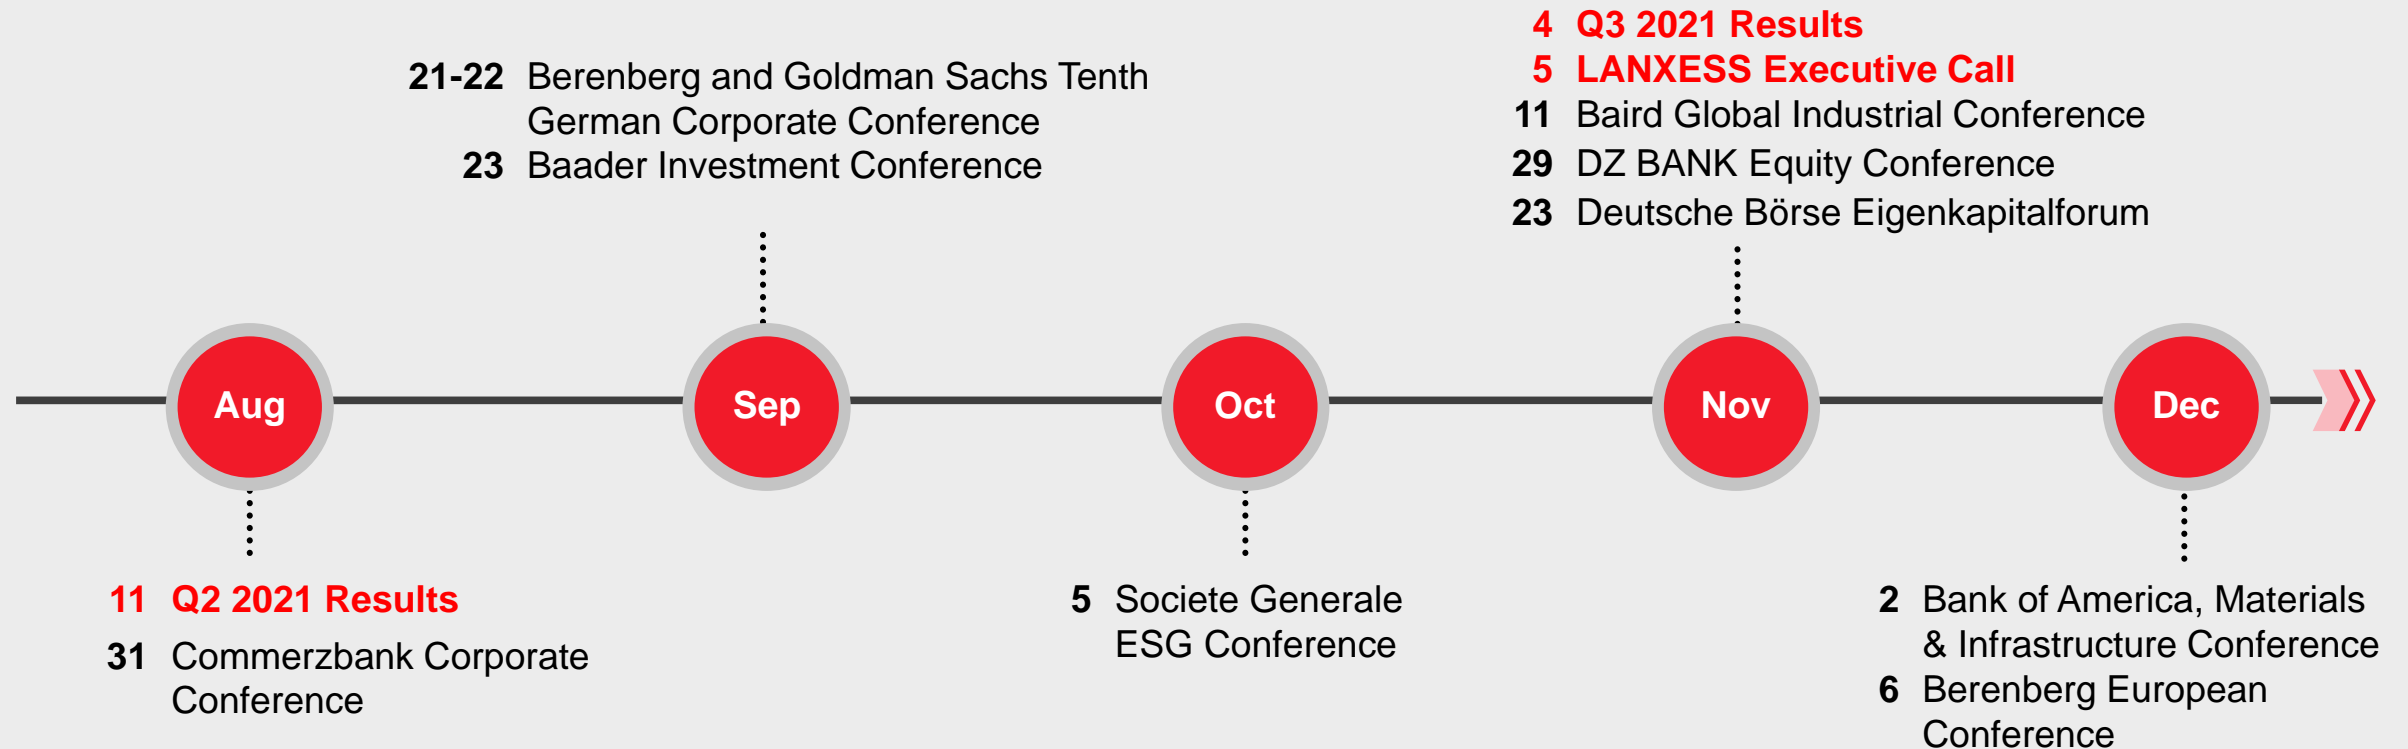 4 Q3 2021 Results
5 LANXESS Executive Call
11 Baird Global Industrial Conference
29 DZ BANK Equity Conference
23 Deutsche Börse Eigenkapitalforum
21-22 Berenberg and Goldman Sachs Tenth
German Corporate Conference
23 Baader Investment Conference
Aug
Sep
Oct
Nov
Dec
11 Q2 2021 Results
31 Commerzbank Corporate
Conference
5 Societe Generale
ESG Conference
2 Bank of America, Materials
& Infrastructure Conference
6 Berenberg European
Conference